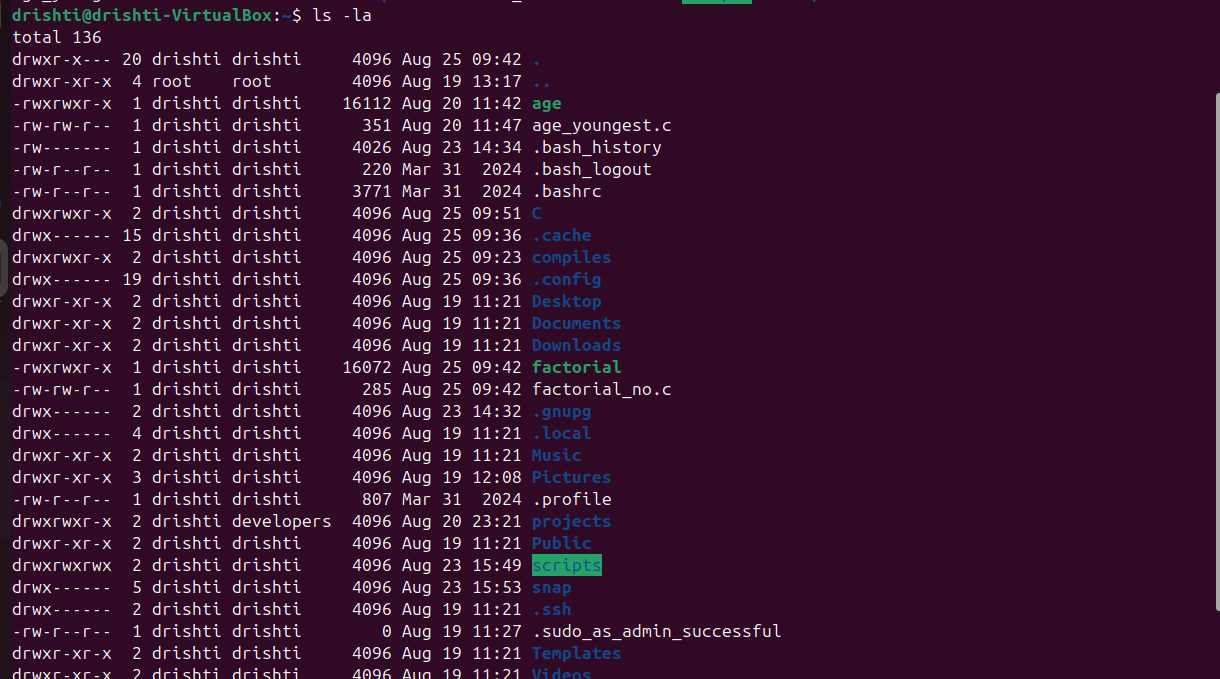 drishti@drishti-VirtualBox:~$ ls -la
total 136
drwxr-x--- 20 drishti drishti     4096 Aug 25 09:42 .
drwxr-xr-x  4 root    root        4096 Aug 19 13:17 ..
-rwxrwxr-x  1 drishti drishti    16112 Aug 20 11:42 age
-rw-rw-r--  1 drishti drishti      351 Aug 20 11:47 age_youngest.c
-rw-------  1 drishti drishti     4026 Aug 23 14:34 .bash_history
-rw-r--r--  1 drishti drishti      220 Mar 31  2024 .bash_logout
-rw-r--r--  1 drishti drishti     3771 Mar 31  2024 .bashrc
drwxrwxr-x  2 drishti drishti     4096 Aug 25 09:51 C
drwx------ 15 drishti drishti     4096 Aug 25 09:36 .cache
drwxrwxr-x  2 drishti drishti     4096 Aug 25 09:23 compiles
drwx------ 19 drishti drishti     4096 Aug 25 09:36 .config
drwxr-xr-x  2 drishti drishti     4096 Aug 19 11:21 Desktop
drwxr-xr-x  2 drishti drishti     4096 Aug 19 11:21 Documents
drwxr-xr-x  2 drishti drishti     4096 Aug 19 11:21 Downloads
-rwxrwxr-x  1 drishti drishti    16072 Aug 25 09:42 factorial
-rw-rw-r--  1 drishti drishti      285 Aug 25 09:42 factorial_no.c
drwx------  2 drishti drishti     4096 Aug 23 14:32 .gnupg
drwx------  4 drishti drishti     4096 Aug 19 11:21 .local
drwxr-xr-x  2 drishti drishti     4096 Aug 19 11:21 Music
drwxr-xr-x  3 drishti drishti     4096 Aug 19 12:08 Pictures
-rw-r--r--  1 drishti drishti      807 Mar 31  2024 .profile
drwxrwxr-x  2 drishti developers  4096 Aug 20 23:21 projects
drwxr-xr-x  2 drishti drishti     4096 Aug 19 11:21 Public
drwxrwxrwx  2 drishti drishti     4096 Aug 23 15:49 scripts
drwx------  5 drishti drishti     4096 Aug 23 15:53 snap
drwx------  2 drishti drishti     4096 Aug 19 11:21 .ssh
-rw-r--r--  1 drishti drishti        0 Aug 19 11:27 .sudo_as_admin_successful
drwxr-xr-x  2 drishti drishti     4096 Aug 19 11:21 Templates
drwxr-xr-x  2 drishti drishti     4096 Aug 19 11:21 Videos